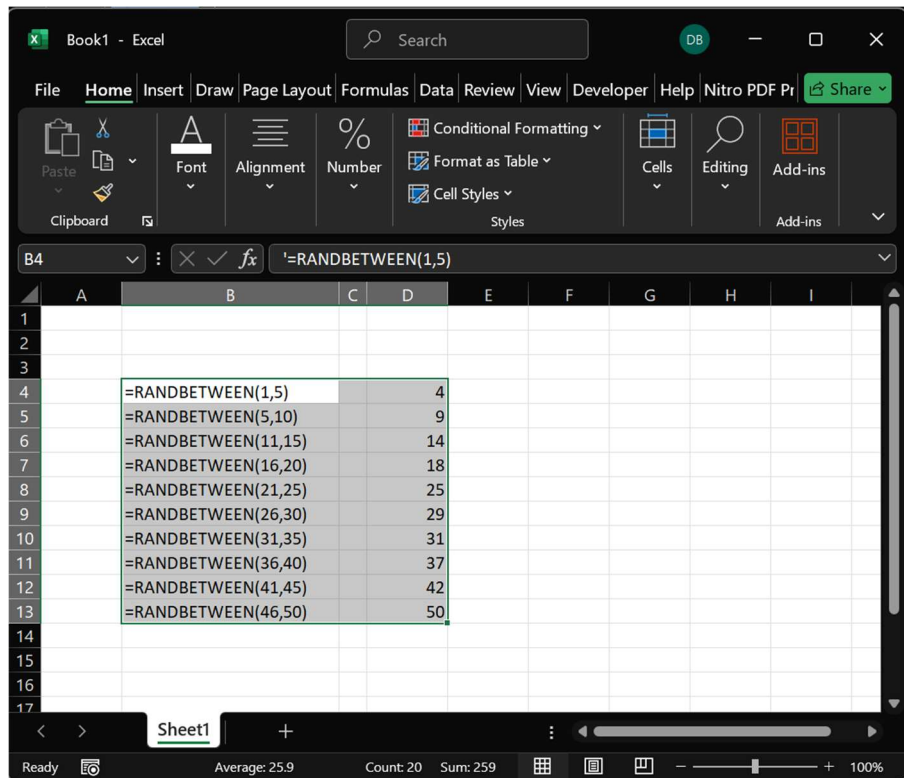 Book1 - Excel
Search
DB
File Home Insert Draw Page Layout Formulas Data Review View Developer Help Nitro PDF Pr Share
Paste
Font
Alignment
Number
Conditional Formatting
Format as Table
Cell Styles
Cells
Editing
Add-ins
Clipboard
Styles
Add-ins
B4
fx
'=RANDBETWEEN(1,5)
A B C D E F G H I
1
2
3
4 =RANDBETWEEN(1,5) 4
5 =RANDBETWEEN(5,10) 9
6 =RANDBETWEEN(11,15) 14
7 =RANDBETWEEN(16,20) 18
8 =RANDBETWEEN(21,25) 25
9 =RANDBETWEEN(26,30) 29
10 =RANDBETWEEN(31,35) 31
11 =RANDBETWEEN(36,40) 37
12 =RANDBETWEEN(41,45) 42
13 =RANDBETWEEN(46,50) 50
14
15
16
17
Sheet1
Ready Average: 25.9 Count: 20 Sum: 259 100%